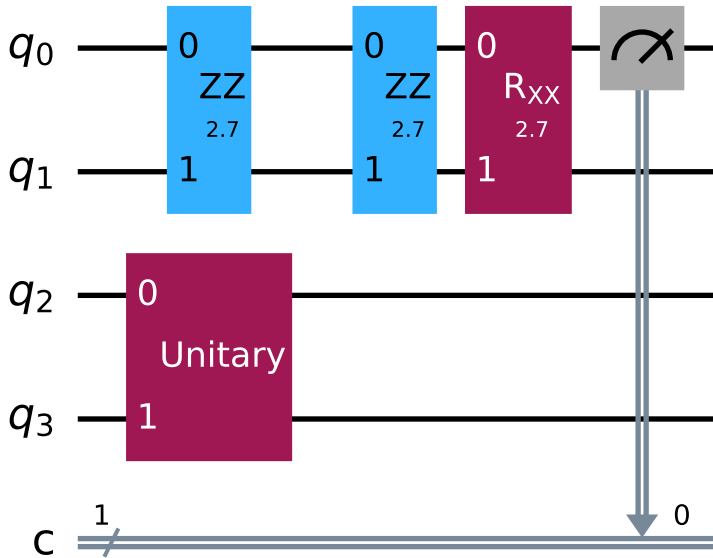 q0 0 0 0
ZZ ZZ RXX
2.7 2.7 2.7
q1 1 1 1
q2 0
Unitary
q3 1
1 0
c